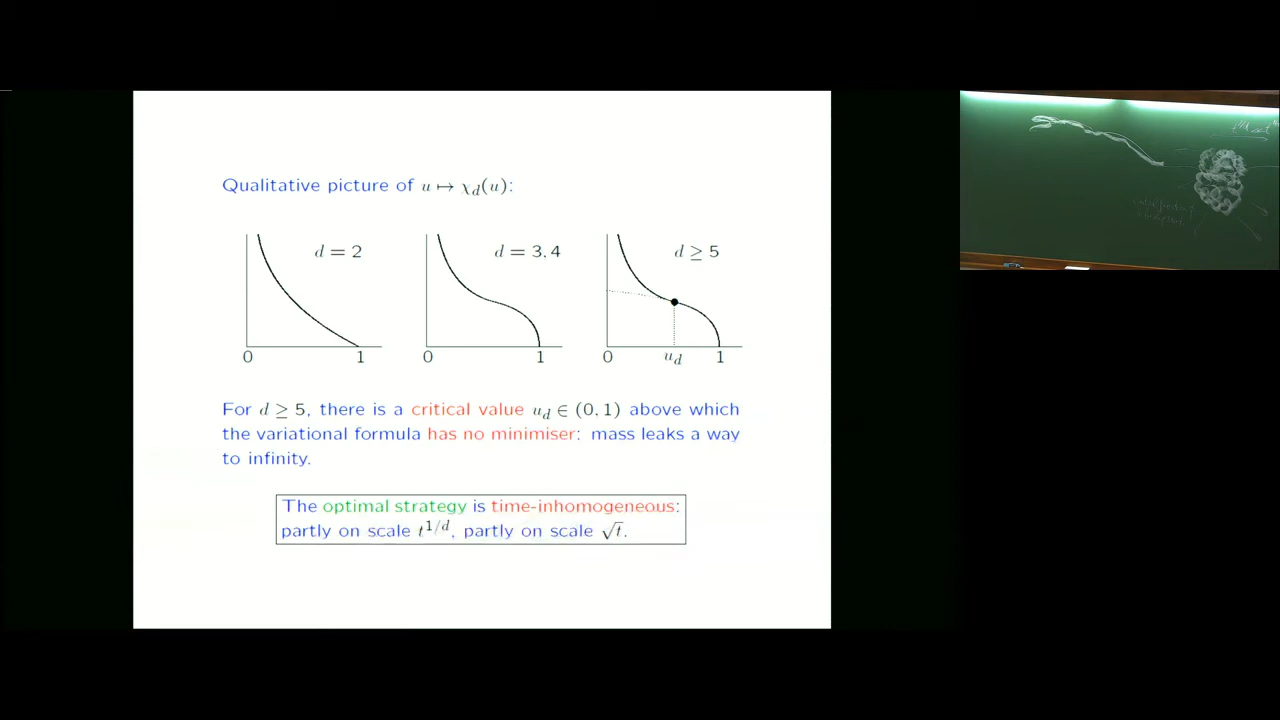 Qualitative picture of u ↦ χ_d(u):
d = 2
d = 3,4
d ≥ 5
0 1
0 1
0 u_d 1
For d ≥ 5, there is a critical value u_d ∈ (0,1) above which
the variational formula has no minimiser: mass leaks a way
to infinity.
The optimal strategy is time-inhomogeneous:
partly on scale t^{1/d}, partly on scale √t.